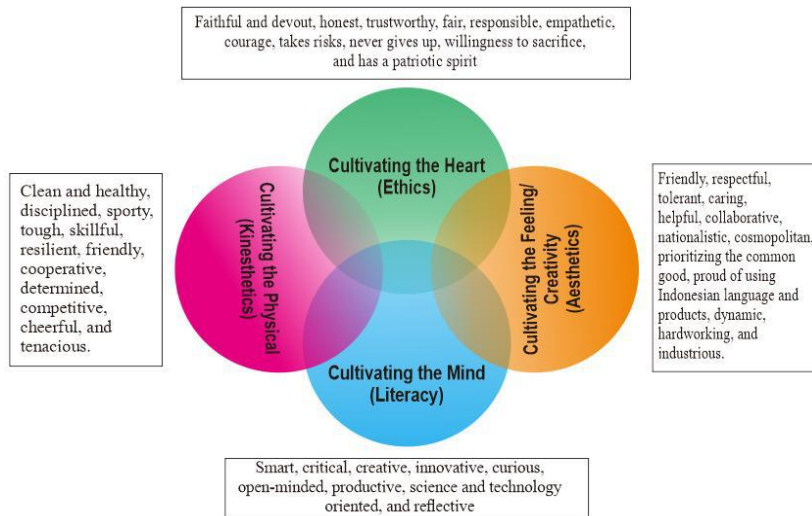 Faithful and devout, honest, trustworthy, fair, responsible, empathetic,
courage, takes risks, never gives up, willingness to sacrifice,
and has a patriotic spirit
Cultivating the Heart
(Ethics)
Clean and healthy,
disciplined, sporty,
tough, skillful,
resilient, friendly,
cooperative,
determined,
competitive,
cheerful, and
tenacious.
Cultivating the Physical
(Kinesthetics)
Cultivating the Feeling/
Creativity
(Aesthetics)
Friendly, respectful,
tolerant, caring,
helpful, collaborative,
nationalistic, cosmopolitan,
prioritizing the common
good, proud of using
Indonesian language and
products, dynamic,
hardworking, and
industrious.
Cultivating the Mind
(Literacy)
Smart, critical, creative, innovative, curious,
open-minded, productive, science and technology
oriented, and reflective